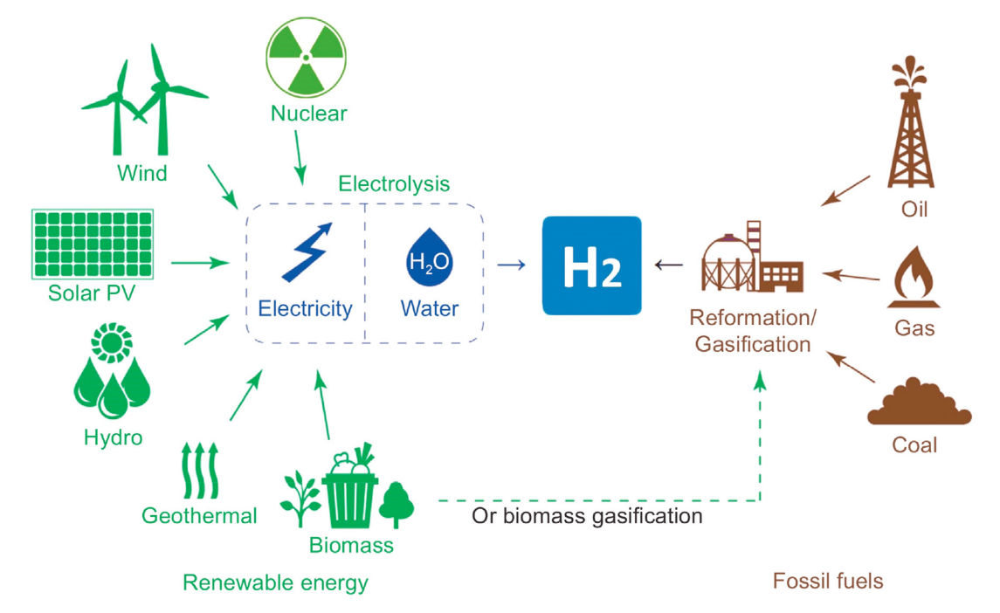 Nuclear
Wind
Electrolysis
Oil
H₂O
H2
Solar PV
Electricity
Water
Reformation/
Gasification
Gas
Hydro
Coal
Geothermal
Or biomass gasification
Biomass
Renewable energy
Fossil fuels